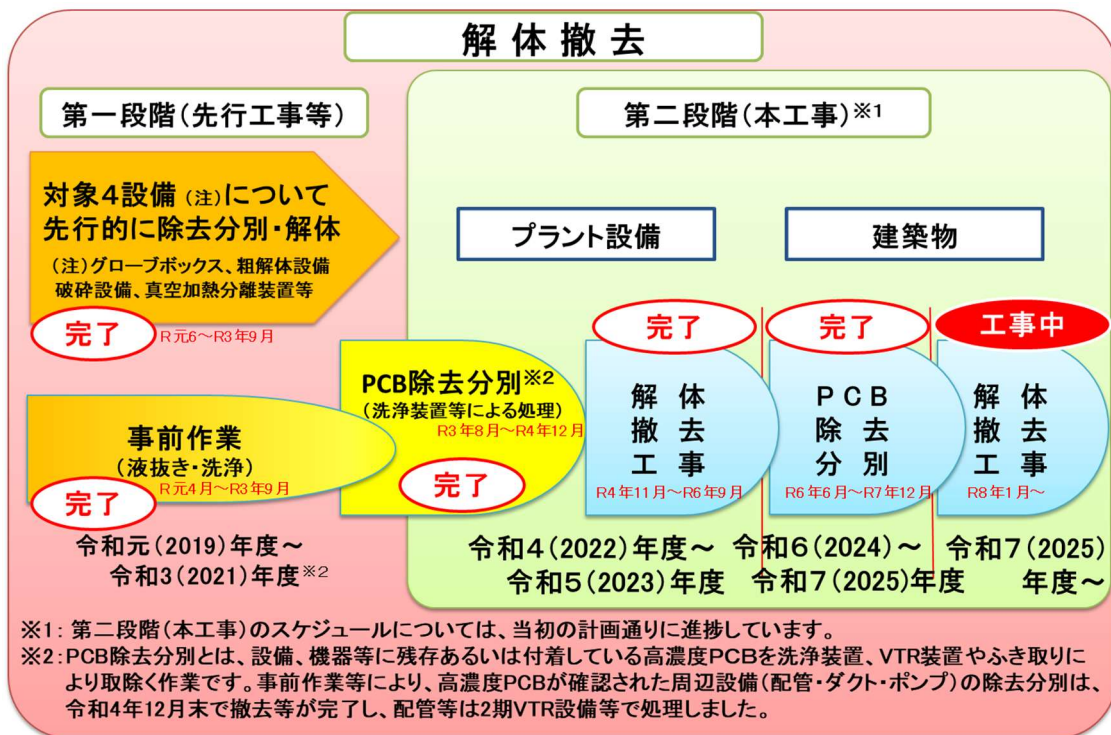 解体撤去
第一段階(先行工事等)
第二段階(本工事)※1
対象4設備(注)について
先行的に除去分別・解体
(注)グローブボックス、粗解体設備
破砕設備、真空加熱分離装置等
完了
R元6～R3年9月
プラント設備
建築物
完了
完了
工事中
事前作業
(液抜き・洗浄)
完了
R元4月～R3年9月
PCB除去分別※2
(洗浄装置等による処理)
R3年8月～R4年12月
完了
解体
撤去
工事
R4年11月～R6年9月
PCB
除去
分別
R6年6月～R7年12月
解体
撤去
工事
R8年1月～
令和元(2019)年度～
令和3(2021)年度※2
令和4(2022)年度～
令和5(2023)年度
令和6(2024)～
令和7(2025)年度
令和7(2025)
年度～
※1: 第二段階(本工事)のスケジュールについては、当初の計画通りに進捗しています。
※2:PCB除去分別とは、設備、機器等に残存あるいは付着している高濃度PCBを洗浄装置、VTR装置やふき取りに
より取除く作業です。事前作業等により、高濃度PCBが確認された周辺設備(配管・ダクト・ポンプ)の除去分別は、
令和4年12月末で撤去等が完了し、配管等は2期VTR設備等で処理しました。